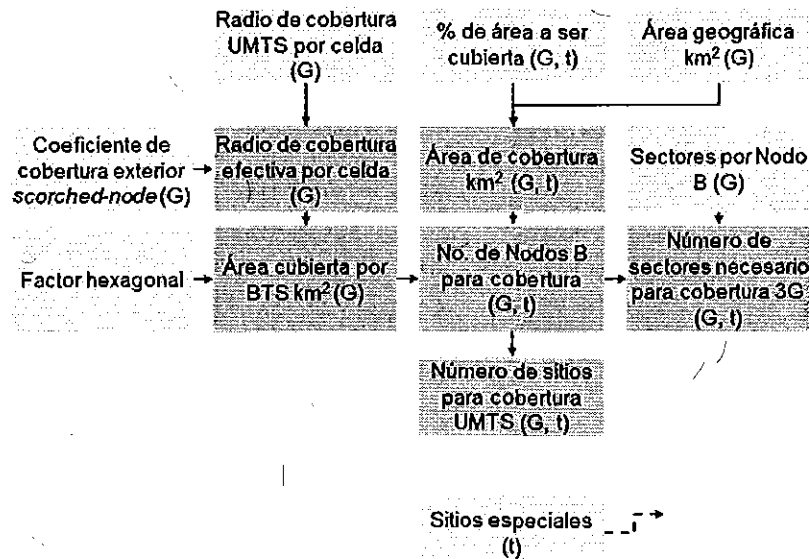 Radio de cobertura
UMTS por celda
(G)
% de área a ser
cubierta (G, t)
Área geográfica
km² (G)
Coeficiente de
cobertura exterior
scorched-node (G)
Radio de cobertura
efectiva por celda
(G)
Área de cobertura
km² (G, t)
Sectores por Nodo
B (G)
Factor hexagonal
Área cubierta por
BTS km² (G)
No. de Nodos B
para cobertura
(G, t)
Número de
sectores necesario
para cobertura 3G
(G, t)
Número de sitios
para cobertura
UMTS (G, t)
Sitios especiales
(t)